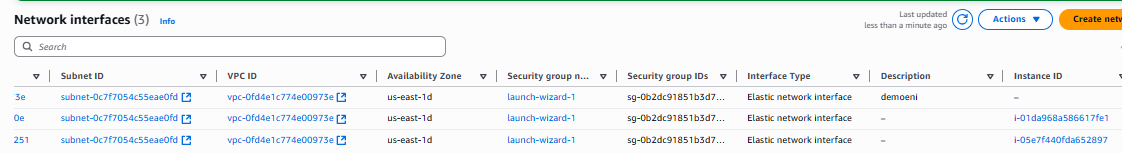 Network interfaces (3) Info
Last updated
less than a minute ago
Actions
Create netw
Search
Subnet ID VPC ID Availability Zone Security group n... Security group IDs Interface Type Description Instance ID
3e subnet-0c7f7054c55eae0fd vpc-0fd4e1c774e00973e us-east-1d launch-wizard-1 sg-0b2dc91851b3d7... Elastic network interface demoeni –
0e subnet-0c7f7054c55eae0fd vpc-0fd4e1c774e00973e us-east-1d launch-wizard-1 sg-0b2dc91851b3d7... Elastic network interface – i-01da968a586617fe1
251 subnet-0c7f7054c55eae0fd vpc-0fd4e1c774e00973e us-east-1d launch-wizard-1 sg-0b2dc91851b3d7... Elastic network interface – i-05e7f440fda652897